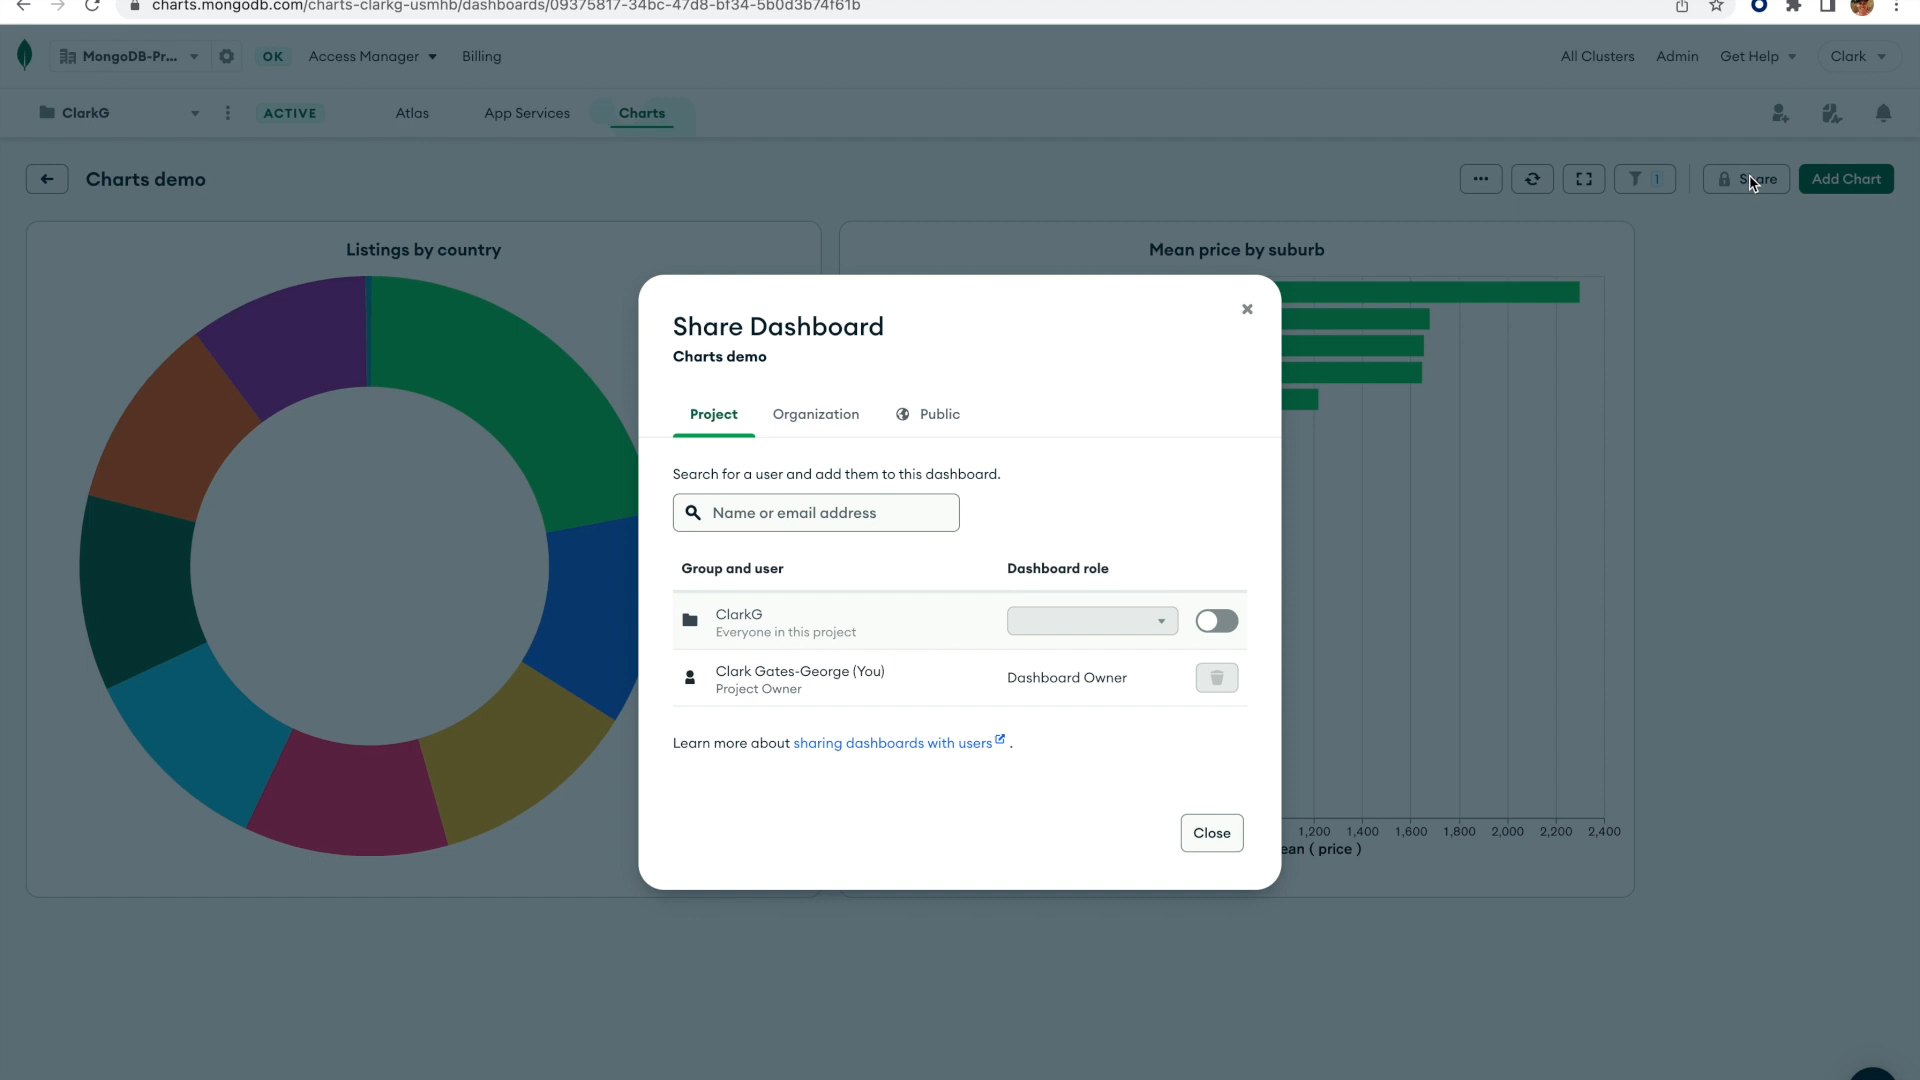 charts.mongodb.com/charts-clarkg-usmhb/dashboards/09375817-34bc-47d8-bf34-5b0d3b74f61b
MongoDB-Pr... OK Access Manager Billing All Clusters Admin Get Help Clark
ClarkG ACTIVE Atlas App Services Charts
Charts demo ... 1 Share Add Chart
Listings by country Mean price by suburb
Share Dashboard
Charts demo
Project Organization Public
Search for a user and add them to this dashboard.
Name or email address
Group and user Dashboard role
ClarkG
Everyone in this project
Clark Gates-George (You) Dashboard Owner
Project Owner
Learn more about sharing dashboards with users .
Close
1,200 1,400 1,600 1,800 2,000 2,200 2,400
ean ( price )